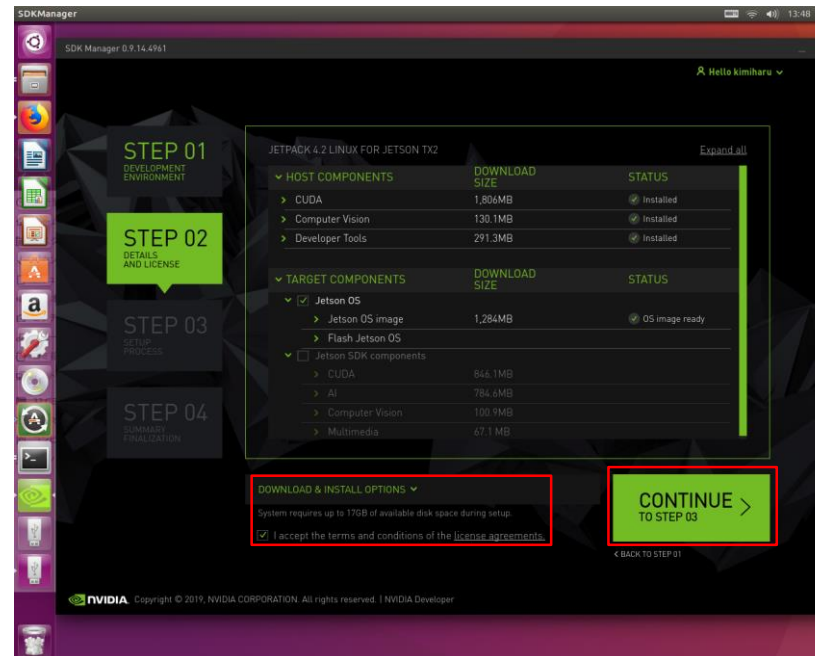 SDKManager
13:48
SDK Manager 0.9.14.4961
Hello kimiharu
STEP 01
DEVELOPMENT
ENVIRONMENT
STEP 02
DETAILS
AND LICENSE
STEP 03
SETUP
PROCESS
STEP 04
SUMMARY
FINALIZATION
JETPACK 4.2 LINUX FOR JETSON TX2
Expand all
HOST COMPONENTS DOWNLOAD SIZE STATUS
CUDA 1,806MB Installed
Computer Vision 130.1MB Installed
Developer Tools 291.3MB Installed
TARGET COMPONENTS DOWNLOAD SIZE STATUS
Jetson OS
Jetson OS image 1,284MB OS image ready
Flash Jetson OS
Jetson SDK components
CUDA 846.1MB
AI 784.6MB
Computer Vision 100.9MB
Multimedia 67.1 MB
DOWNLOAD & INSTALL OPTIONS
System requires up to 17GB of available disk space during setup.
I accept the terms and conditions of the license agreements.
CONTINUE >
TO STEP 03
< BACK TO STEP 01
NVIDIA. Copyright © 2019, NVIDIA CORPORATION. All rights reserved. | NVIDIA Developer